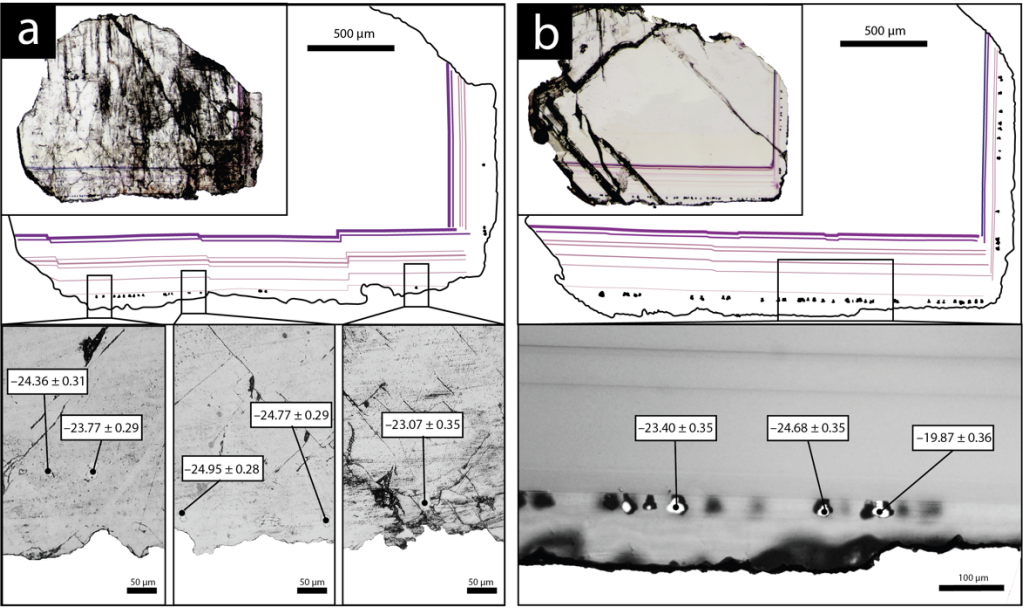 a
500 µm
b
500 µm
–24.36 ± 0.31
–23.77 ± 0.29
–24.77 ± 0.29
–24.95 ± 0.28
–23.07 ± 0.35
50 µm
50 µm
50 µm
–23.40 ± 0.35
–24.68 ± 0.35
–19.87 ± 0.36
100 µm